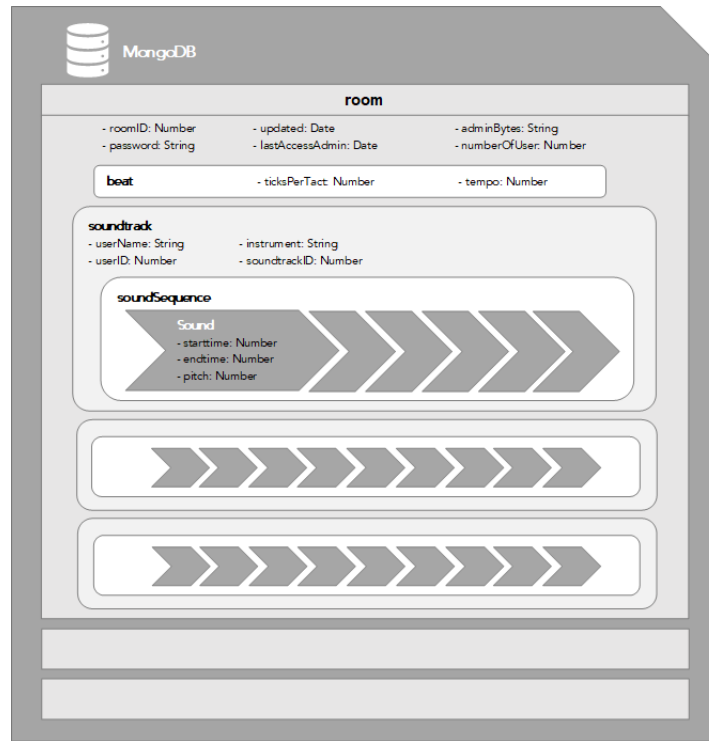 MongoDB
room
- roomID: Number - updated: Date - adminBytes: String
- password: String - lastAccessAdmin: Date - numberOfUser: Number
beat - ticksPerTact: Number - tempo: Number
soundtrack
- userName: String - instrument: String
- userID: Number - soundtrackID: Number
soundSequence
Sound
- starttime: Number
- endtime: Number
- pitch: Number